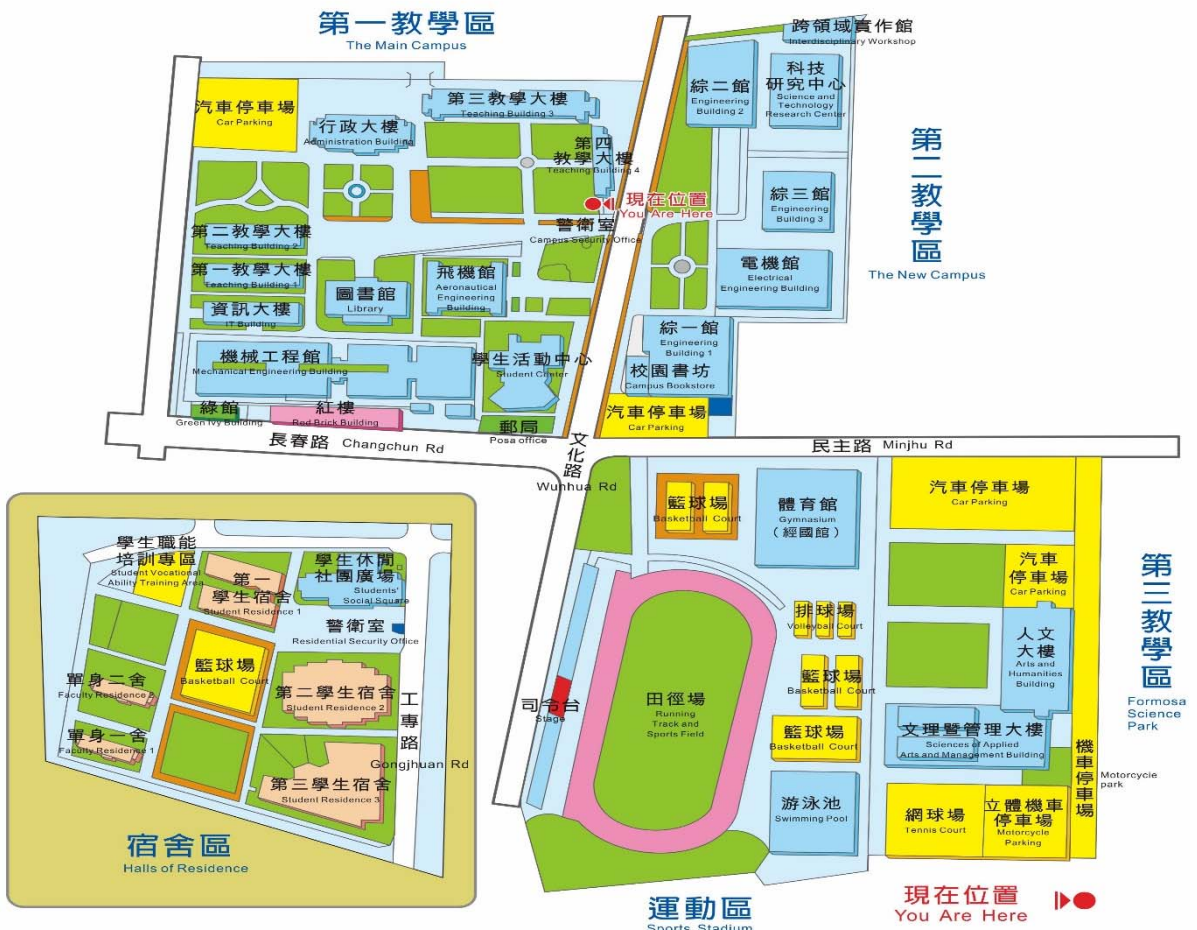 第一教學區
The Main Campus
汽車停車場
Car Parking
行政大樓
Administration Building
第三教學大樓
Teaching Building 3
第四
教學大樓
Teaching Building 4
現在位置
You Are Here
警衛室
Campus Security Office
第二教學大樓
Teaching Building 2
第一教學大樓
Teaching Building 1
資訊大樓
IT Building
圖書館
Library
飛機館
Aeronautical
Engineering
Building
機械工程館
Mechanical Engineering Building
學生活動中心
Student Center
綠館
Green Ivy Building
紅樓
Red Brick Building
郵局
Posa office
長春路 Changchun Rd
文化路
Wunhua Rd
民主路 Minjhu Rd
跨領域實作館
Interdisciplinary Workshop
綜二館
Engineering
Building 2
科技
研究中心
Science and
Technology
Research Center
綜三館
Engineering
Building 3
電機館
Electrical
Engineering Building
綜一館
Engineering
Building 1
校園書坊
Campus Bookstore
汽車停車場
Car Parking
第二教學區
The New Campus
學生職能
培訓專區
Student Vocational
Ability Training Area
第一
學生宿舍
Student Residence 1
學生休閒
社團廣場
Students'
Social Square
警衛室
Residential Security Office
籃球場
Basketball Court
單身二舍
Faculty Residence 2
第二學生宿舍
Student Residence 2
單身一舍
Faculty Residence 1
第三學生宿舍
Student Residence 3
工專路
Gongjhuan Rd
宿舍區
Halls of Residence
籃球場
Basketball Court
體育館
Gymnasium
(經國館)
排球場
Volleyball Court
籃球場
Basketball Court
籃球場
Basketball Court
游泳池
Swimming Pool
司令台
Stage
田徑場
Running
Track and
Sports Field
運動區
Sports Stadium
汽車停車場
Car Parking
汽車
停車場
Car Parking
人文
大樓
Arts and
Humanities
Building
文理暨管理大樓
Sciences of Applied
Arts and Management Building
網球場
Tennis Court
立體機車
停車場
Motorcycle
Parking
機車停車場
Motorcycie
park
第三教學區
Formosa
Science
Park
現在位置
You Are Here